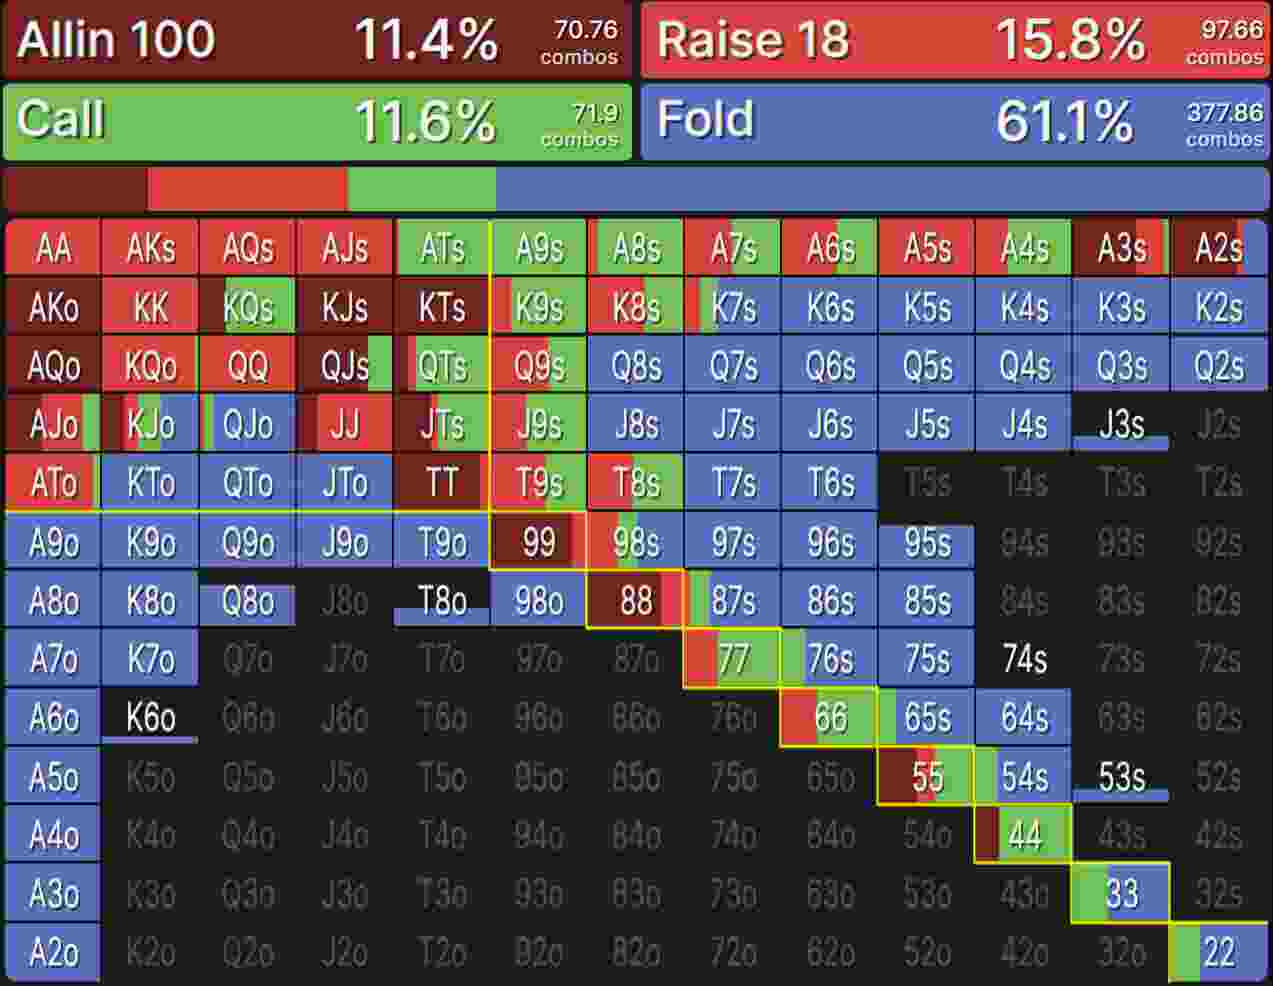 Allin 100 11.4% 70.76 combos Raise 18 15.8% 97.66 combos
Call 11.6% 71.9 combos Fold 61.1% 377.86 combos
AA AKs AQs AJs ATs A9s A8s A7s A6s A5s A4s A3s A2s
AKo KK KQs KJs KTs K9s K8s K7s K6s K5s K4s K3s K2s
AQo KQo QQ QJs QTs Q9s Q8s Q7s Q6s Q5s Q4s Q3s Q2s
AJo KJo QJo JJ JTs J9s J8s J7s J6s J5s J4s J3s J2s
ATo KTo QTo JTo TT T9s T8s T7s T6s T5s T4s T3s T2s
A9o K9o Q9o J9o T9o 99 98s 97s 96s 95s 94s 93s 92s
A8o K8o Q8o J8o T8o 98o 88 87s 86s 85s 84s 83s 82s
A7o K7o Q7o J7o T7o 97o 87o 77 76s 75s 74s 73s 72s
A6o K6o Q6o J6o T6o 96o 86o 76o 66 65s 64s 63s 62s
A5o K5o Q5o J5o T5o 95o 85o 75o 65o 55 54s 53s 52s
A4o K4o Q4o J4o T4o 94o 84o 74o 64o 54o 44 43s 42s
A3o K3o Q3o J3o T3o 93o 83o 73o 63o 53o 43o 33 32s
A2o K2o Q2o J2o T2o 92o 82o 72o 62o 52o 42o 32o 22